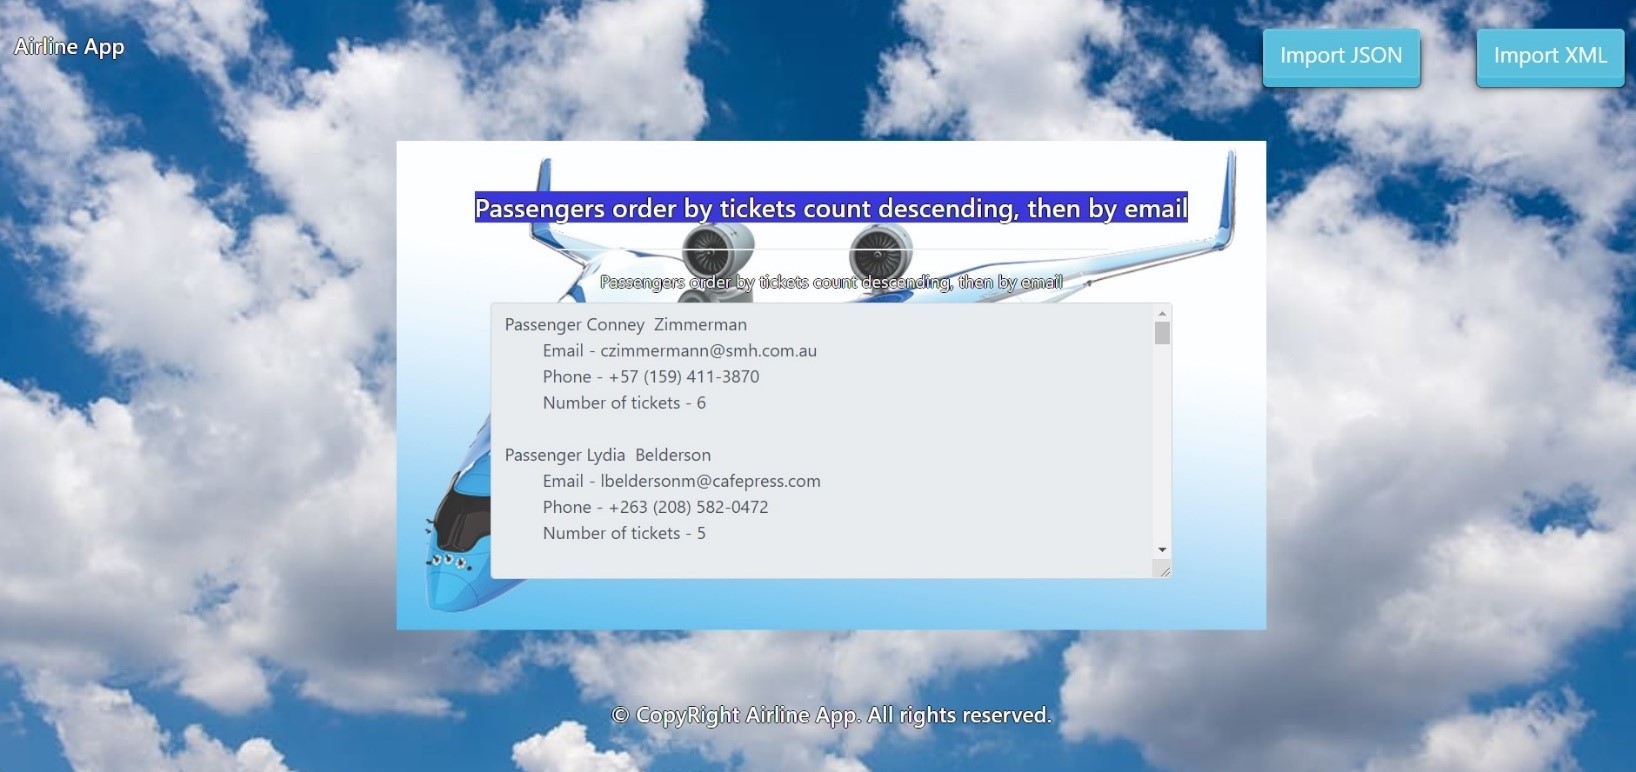 Airline App
Import JSON
Import XML
Passengers order by tickets count descending, then by email
Passengers order by tickets count descending, then by email
Passenger Conney  Zimmerman
Email - czimmermann@smh.com.au
Phone - +57 (159) 411-3870
Number of tickets - 6
Passenger Lydia  Belderson
Email - lbeldersonm@cafepress.com
Phone - +263 (208) 582-0472
Number of tickets - 5
© CopyRight Airline App. All rights reserved.